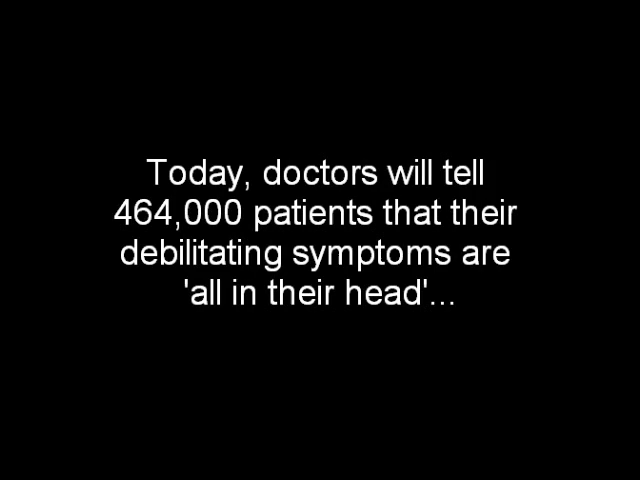 Today, doctors will tell
464,000 patients that their
debilitating symptoms are
'all in their head'...